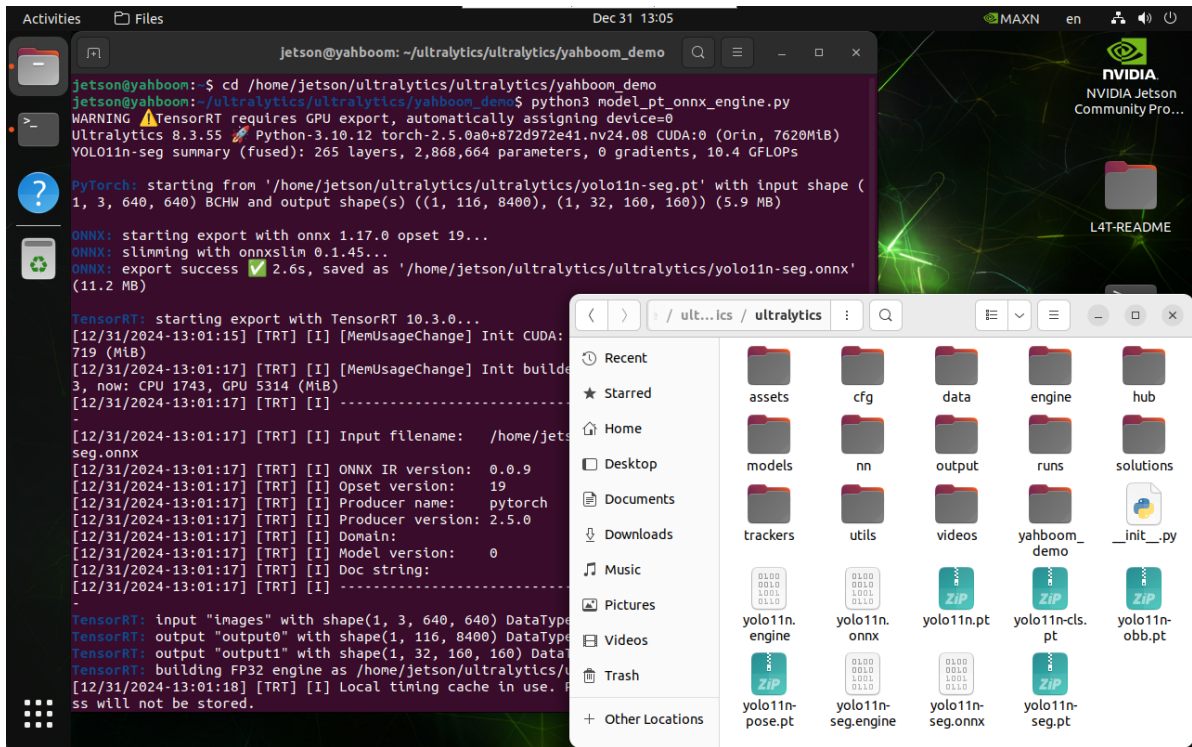 Activities
Files
Dec 31 13:05
MAXN
en
jetson@yahboom: ~/ultralytics/ultralytics/yahboom_demo
jetson@yahboom:~$ cd /home/jetson/ultralytics/ultralytics/yahboom_demo
jetson@yahboom:~/ultralytics/ultralytics/yahboom_demo$ python3 model_pt_onnx_engine.py
WARNING ⚠️TensorRT requires GPU export, automatically assigning device=0
Ultralytics 8.3.55 🚀 Python-3.10.12 torch-2.5.0a0+872d972e41.nv24.08 CUDA:0 (Orin, 7620MiB)
YOLO11n-seg summary (fused): 265 layers, 2,868,664 parameters, 0 gradients, 10.4 GFLOPs
PyTorch: starting from '/home/jetson/ultralytics/ultralytics/yolo11n-seg.pt' with input shape (
1, 3, 640, 640) BCHW and output shape(s) ((1, 116, 8400), (1, 32, 160, 160)) (5.9 MB)
ONNX: starting export with onnx 1.17.0 opset 19...
ONNX: slimming with onnxslim 0.1.45...
ONNX: export success ✅ 2.6s, saved as '/home/jetson/ultralytics/ultralytics/yolo11n-seg.onnx'
(11.2 MB)
TensorRT: starting export with TensorRT 10.3.0...
[12/31/2024-13:01:15] [TRT] [I] [MemUsageChange] Init CUDA:
719 (MiB)
[12/31/2024-13:01:17] [TRT] [I] [MemUsageChange] Init builde
3, now: CPU 1743, GPU 5314 (MiB)
[12/31/2024-13:01:17] [TRT] [I] ----------------------------
-
[12/31/2024-13:01:17] [TRT] [I] Input filename:   /home/jets
seg.onnx
[12/31/2024-13:01:17] [TRT] [I] ONNX IR version:  0.0.9
[12/31/2024-13:01:17] [TRT] [I] Opset version:    19
[12/31/2024-13:01:17] [TRT] [I] Producer name:    pytorch
[12/31/2024-13:01:17] [TRT] [I] Producer version: 2.5.0
[12/31/2024-13:01:17] [TRT] [I] Domain:
[12/31/2024-13:01:17] [TRT] [I] Model version:    0
[12/31/2024-13:01:17] [TRT] [I] Doc string:
[12/31/2024-13:01:17] [TRT] [I] ----------------------------
-
TensorRT: input "images" with shape(1, 3, 640, 640) DataType
TensorRT: output "output0" with shape(1, 116, 8400) DataType
TensorRT: output "output1" with shape(1, 32, 160, 160) DataT
TensorRT: building FP32 engine as /home/jetson/ultralytics/u
[12/31/2024-13:01:18] [TRT] [I] Local timing cache in use.
ss will not be stored.
NVIDIA
NVIDIA Jetson
Community Pro...
L4T-README
/ ult...ics / ultralytics
Recent
Starred
Home
Desktop
Documents
Downloads
Music
Pictures
Videos
Trash
+ Other Locations
assets
cfg
data
engine
hub
models
nn
output
runs
solutions
trackers
utils
videos
yahboom_
demo
__init__.py
yolo11n.
engine
yolo11n.
onnx
yolo11n.pt
yolo11n-cls.
pt
yolo11n-
obb.pt
yolo11n-
pose.pt
yolo11n-
seg.engine
yolo11n-
seg.onnx
yolo11n-
seg.pt